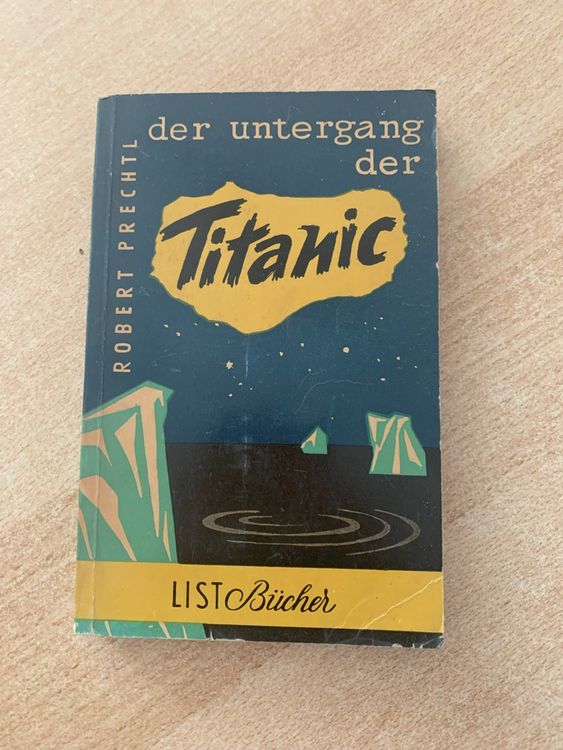 der untergang
der
Titanic
ROBERT PRECHTL
LIST Bücher